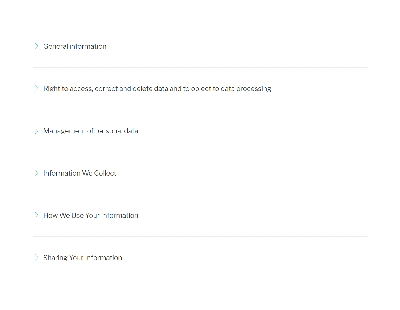 General information
Right to access, correct and delete data and to object to data processing
Management of personal data
Information We Collect
How We Use Your Information
Sharing Your Information